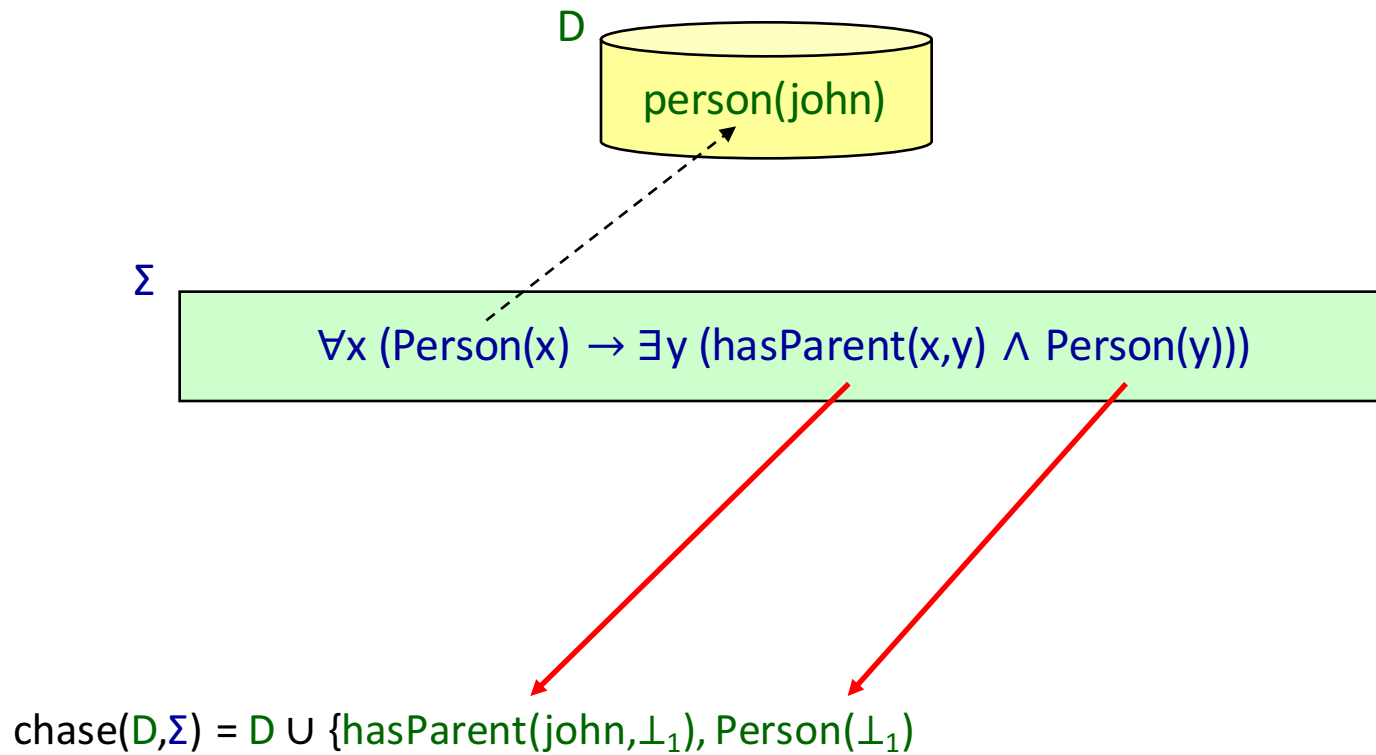 D
person(john)
Σ
∀x (Person(x) → ∃y (hasParent(x,y) ∧ Person(y)))
chase(D,Σ) = D ∪ {hasParent(john,⊥₁), Person(⊥₁)